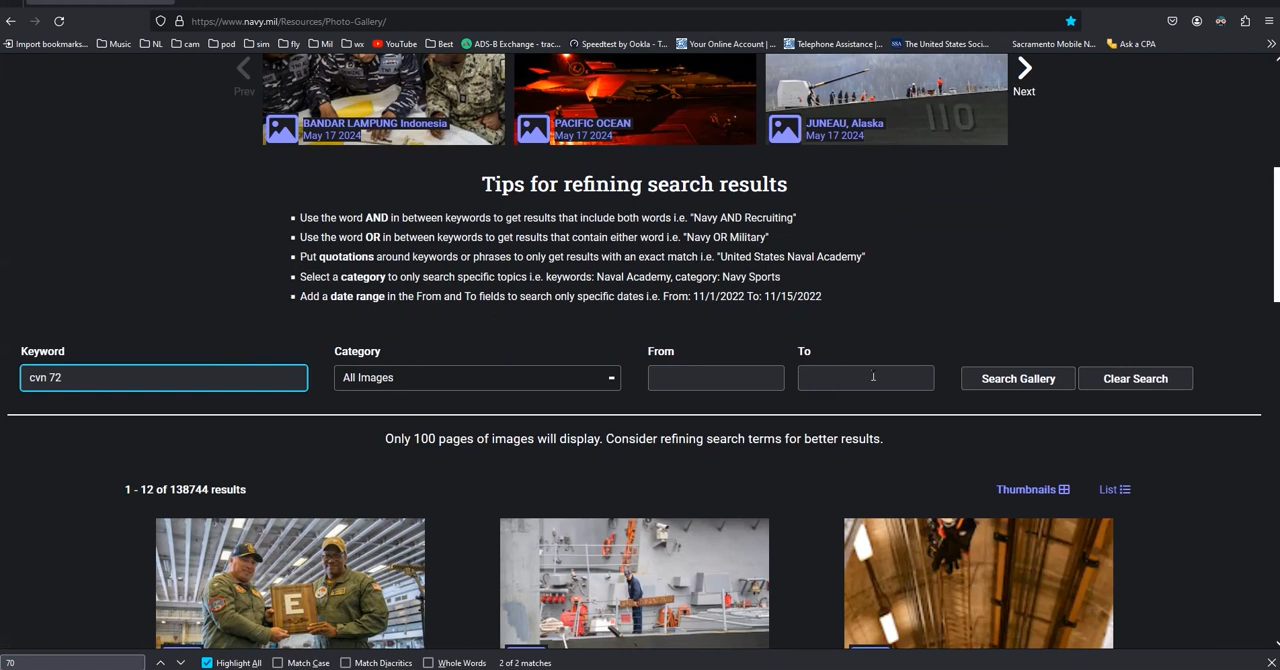 https://www.navy.mil/Resources/Photo-Gallery/
Import bookmarks... Music NL cam pod sim fly Mil wx YouTube Best ADS-B Exchange - trac... Speedtest by Ookla - T... Your Online Account |... Telephone Assistance |... SSA The United States Soci... Sacramento Mobile N... Ask a CPA
Prev
Next
BANDAR LAMPUNG Indonesia
May 17 2024
PACIFIC OCEAN
May 17 2024
110
JUNEAU, Alaska
May 17 2024
Tips for refining search results
▪ Use the word AND in between keywords to get results that include both words i.e. "Navy AND Recruiting"
▪ Use the word OR in between keywords to get results that contain either word i.e. "Navy OR Military"
▪ Put quotations around keywords or phrases to only get results with an exact match i.e. "United States Naval Academy"
▪ Select a category to only search specific topics i.e. keywords: Naval Academy, category: Navy Sports
▪ Add a date range in the From and To fields to search only specific dates i.e. From: 11/1/2022 To: 11/15/2022
Keyword Category From To
cvn 72 All Images Search Gallery Clear Search
Only 100 pages of images will display. Consider refining search terms for better results.
1 - 12 of 138744 results Thumbnails List
E
70 Highlight All Match Case Match Diacritics Whole Words 2 of 2 matches